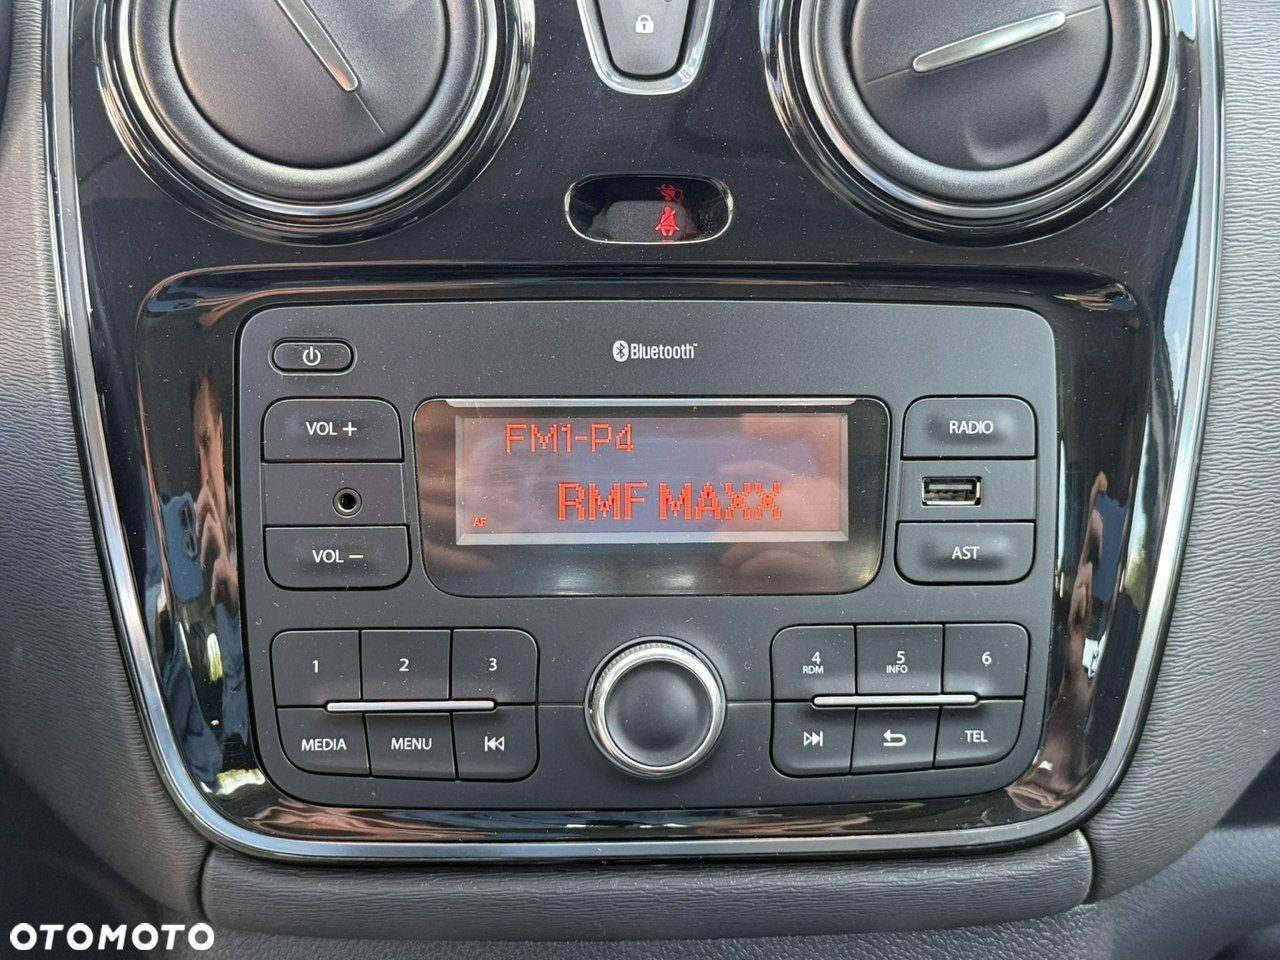 Bluetooth™
VOL +
RADIO
FM1-P4
RMF MAXX
AF
VOL −
AST
1
2
3
4
RDM
5
INFO
6
MEDIA
MENU
TEL
OTOMOTO